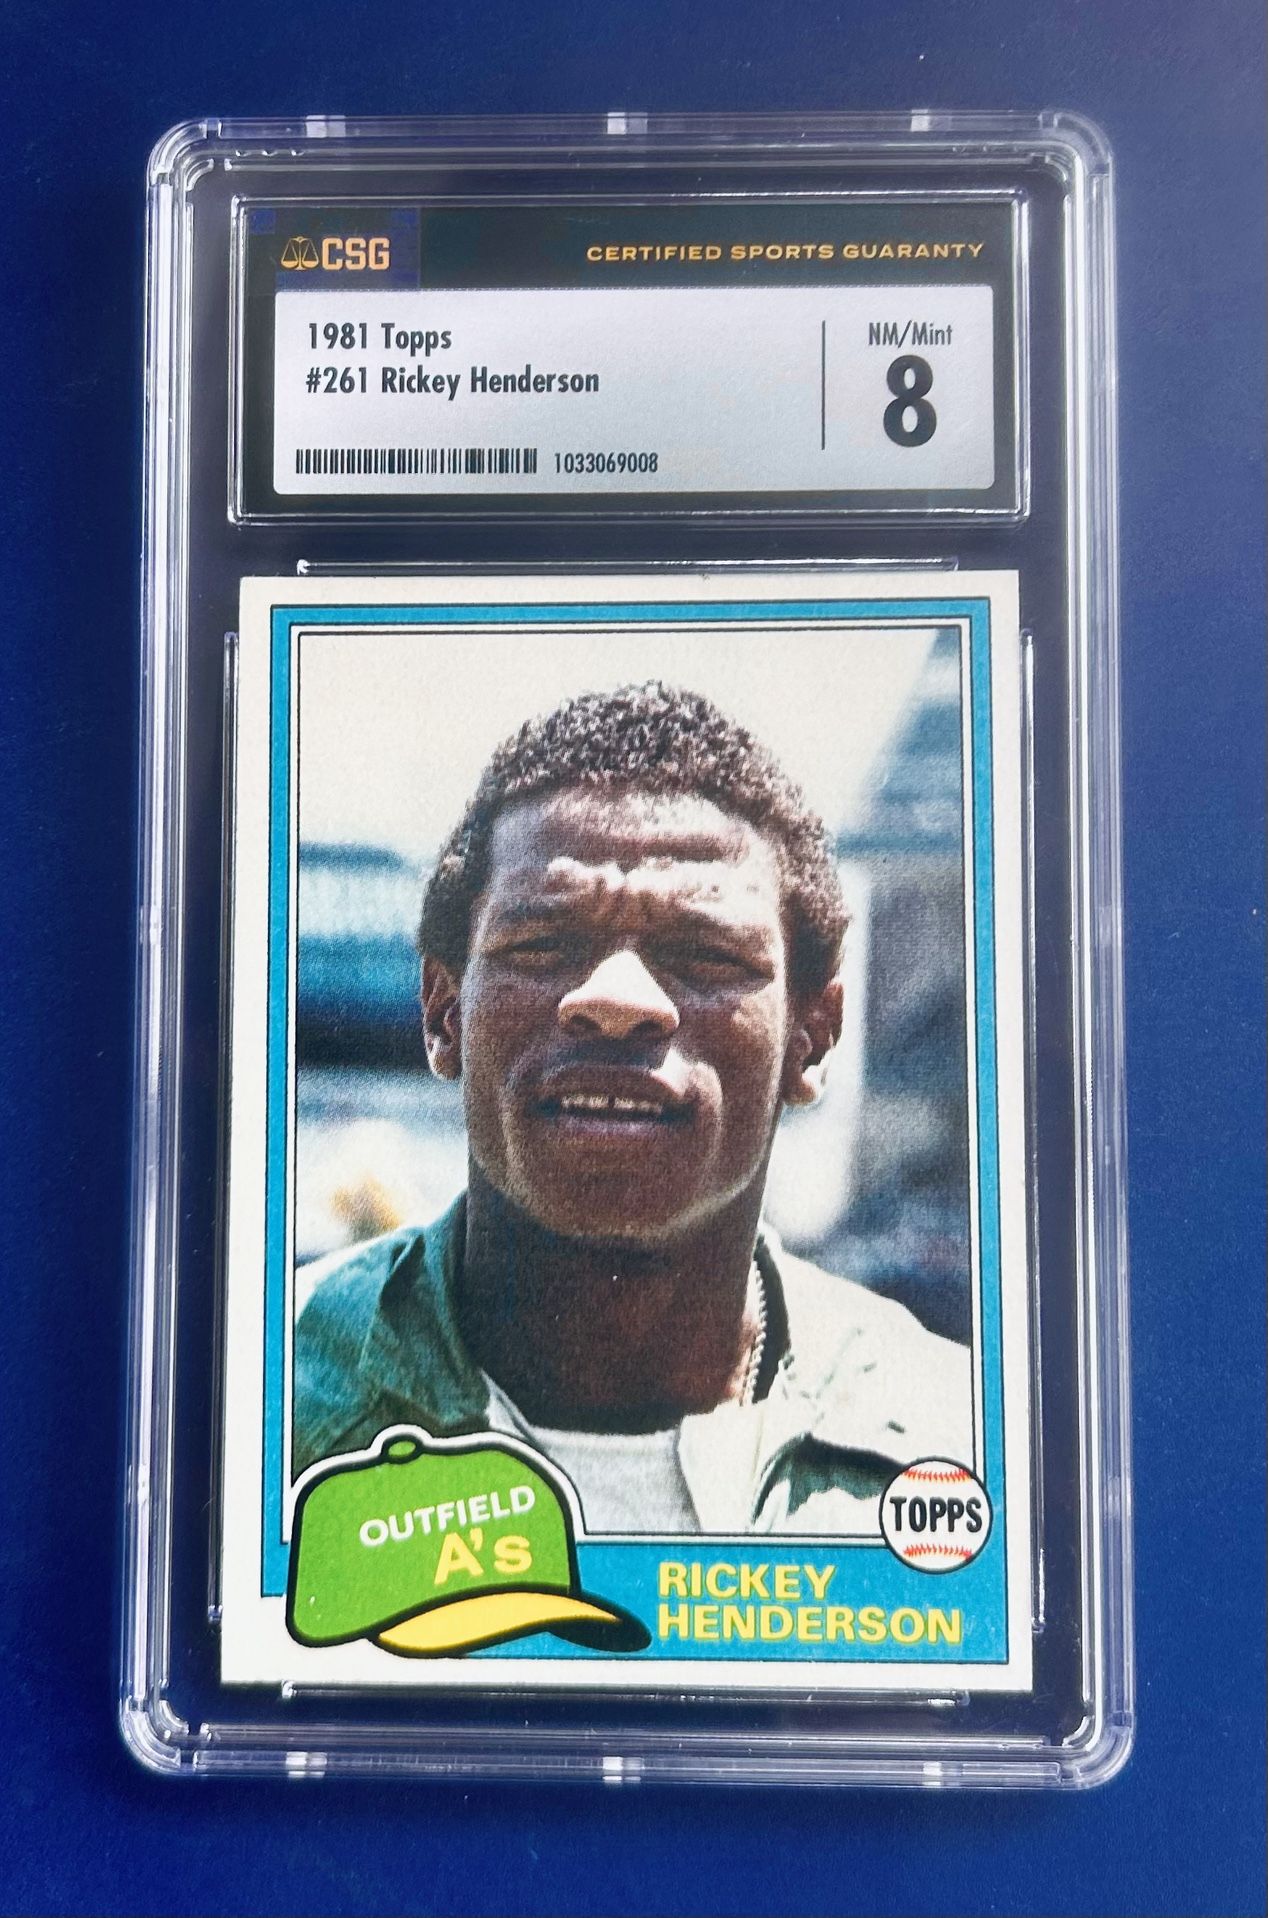 CSG
CERTIFIED SPORTS GUARANTY
1981 Topps
#261 Rickey Henderson
NM/Mint
8
1033069008
OUTFIELD
A's
TOPPS
RICKEY
HENDERSON